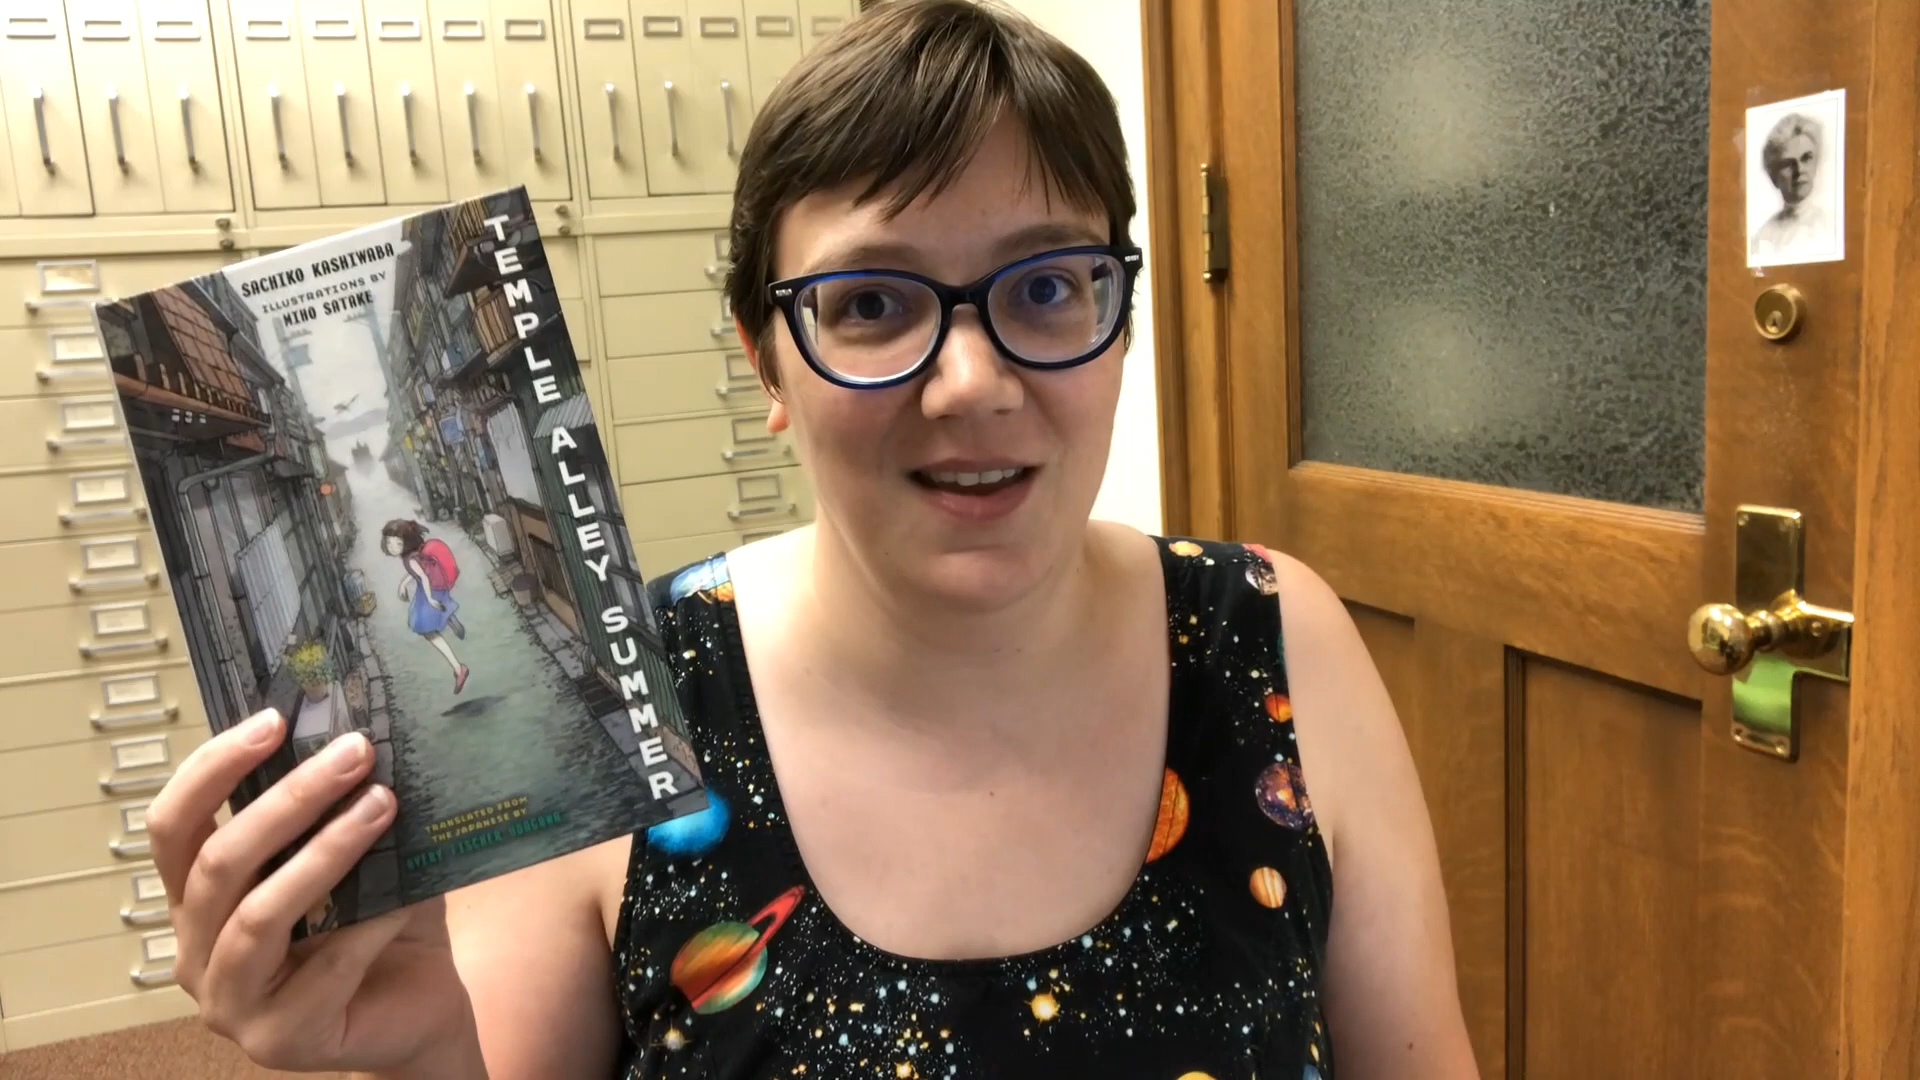 SACHIKO KASHIWABA
ILLUSTRATIONS BY
MIHO SATAKE
TEMPLE ALLEY SUMMER
TRANSLATED FROM
THE JAPANESE BY
AVERY FISCHER UDAGAWA